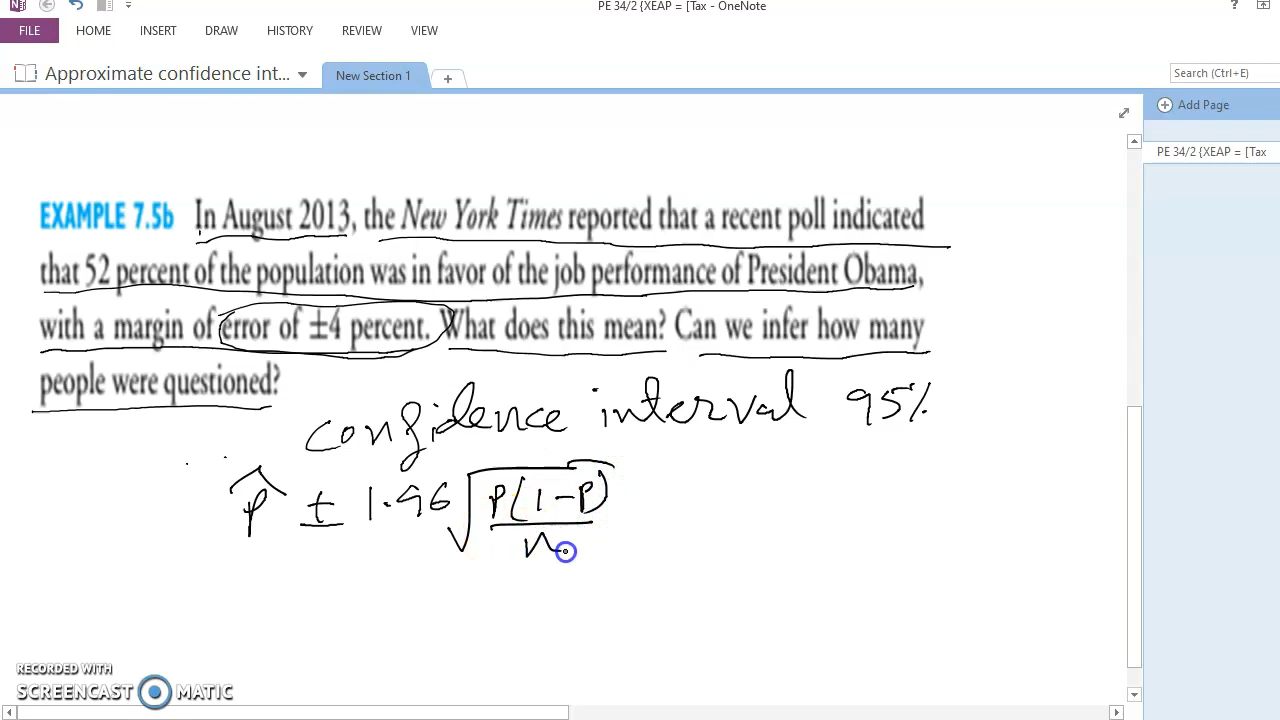 PE 34/2 {XEAP = [Tax - OneNote
FILE HOME INSERT DRAW HISTORY REVIEW VIEW
Approximate confidence int... New Section 1 Search (Ctrl+E)
Add Page
PE 34/2 {XEAP = [Tax
EXAMPLE 7.5b In August 2013, the New York Times reported that a recent poll indicated
that 52 percent of the population was in favor of the job performance of President Obama,
with a margin of error of ±4 percent. What does this mean? Can we infer how many
people were questioned?
confidence interval 95%
p̂ ± 1.96 √(p(1-p)/n)
RECORDED WITH
SCREENCAST MATIC